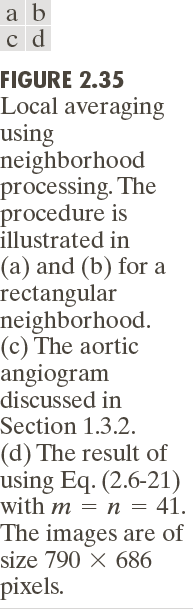 a b
c d
FIGURE 2.35
Local averaging
using
neighborhood
processing. The
procedure is
illustrated in
(a) and (b) for a
rectangular
neighborhood.
(c) The aortic
angiogram
discussed in
Section 1.3.2.
(d) The result of
using Eq. (2.6-21)
with m = n = 41.
The images are of
size 790 × 686
pixels.